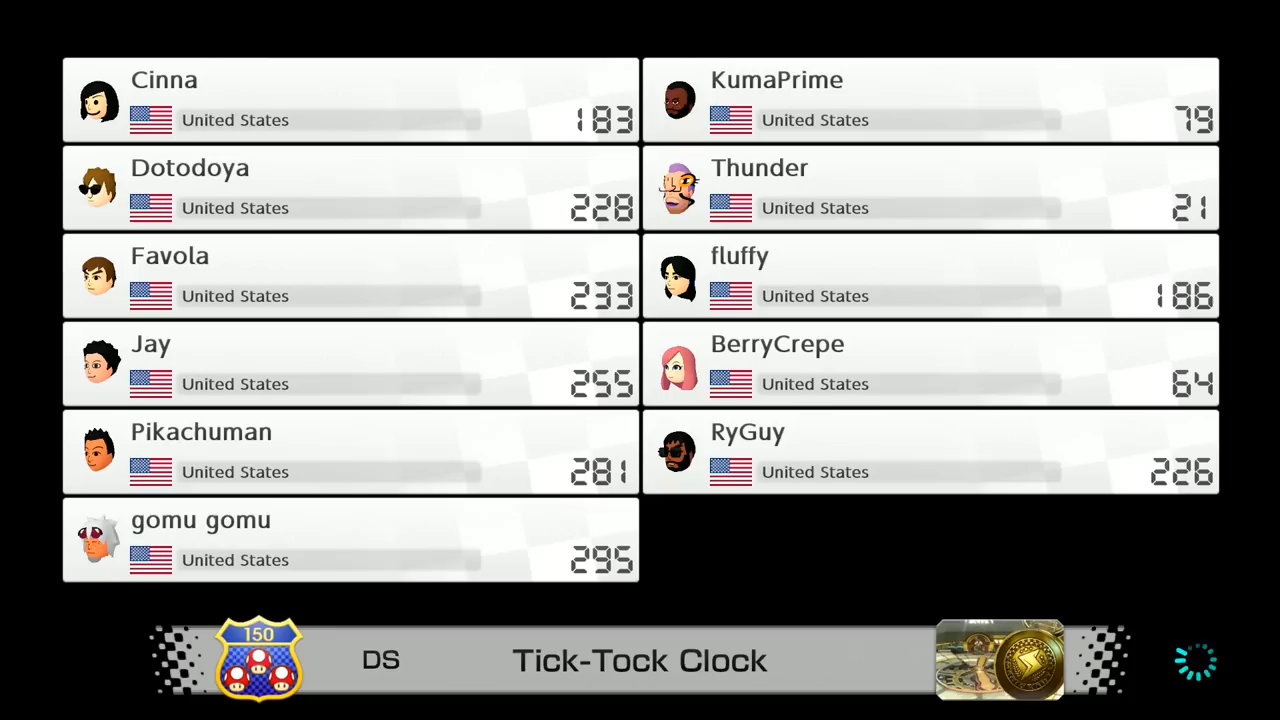 Cinna
United States
183
KumaPrime
United States
79
Dotodoya
United States
228
Thunder
United States
21
Favola
United States
233
fluffy
United States
186
Jay
United States
255
BerryCrepe
United States
64
Pikachuman
United States
281
RyGuy
United States
226
gomu gomu
United States
295
150
DS
Tick-Tock Clock